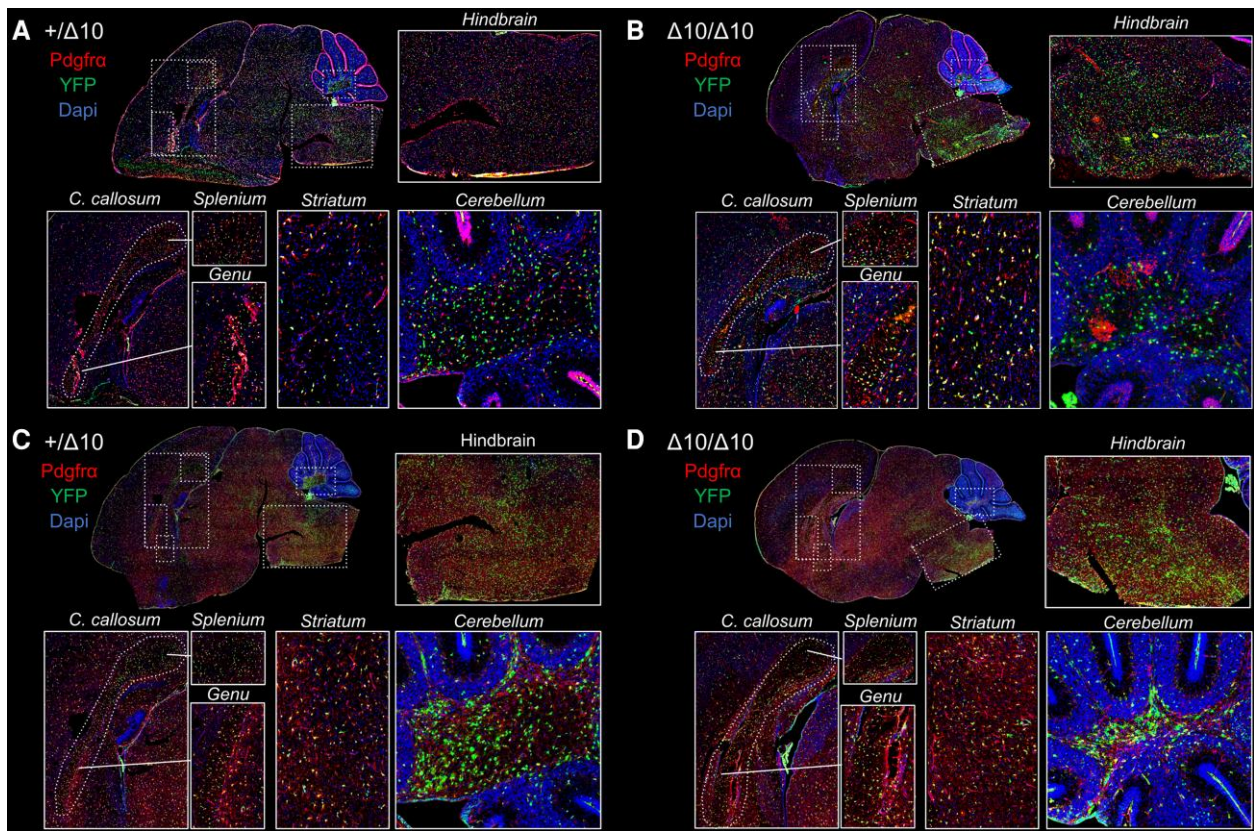 A +/Δ10
Pdgfrα
YFP
Dapi
Hindbrain
C. callosum
Splenium
Genu
Striatum
Cerebellum
B Δ10/Δ10
Pdgfrα
YFP
Dapi
Hindbrain
C. callosum
Splenium
Genu
Striatum
Cerebellum
C +/Δ10
Pdgfrα
YFP
Dapi
Hindbrain
C. callosum
Splenium
Genu
Striatum
Cerebellum
D Δ10/Δ10
Pdgfrα
YFP
Dapi
Hindbrain
C. callosum
Splenium
Genu
Striatum
Cerebellum